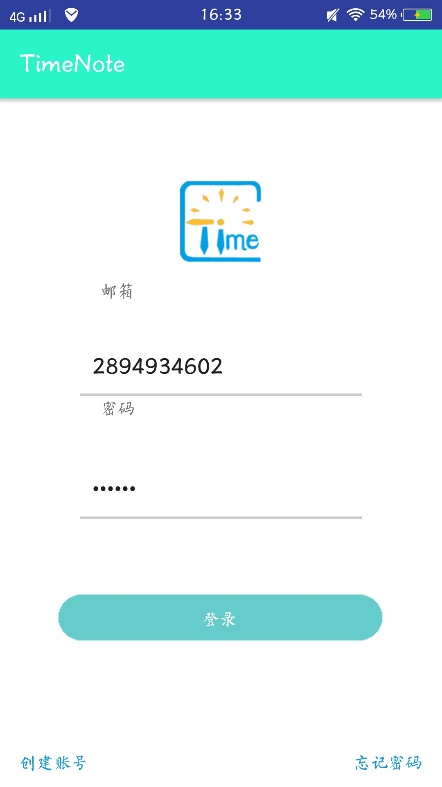 4G 16:33 54%
TimeNote
Time
邮箱
2894934602
密码
••••••
登录
创建账号 忘记密码